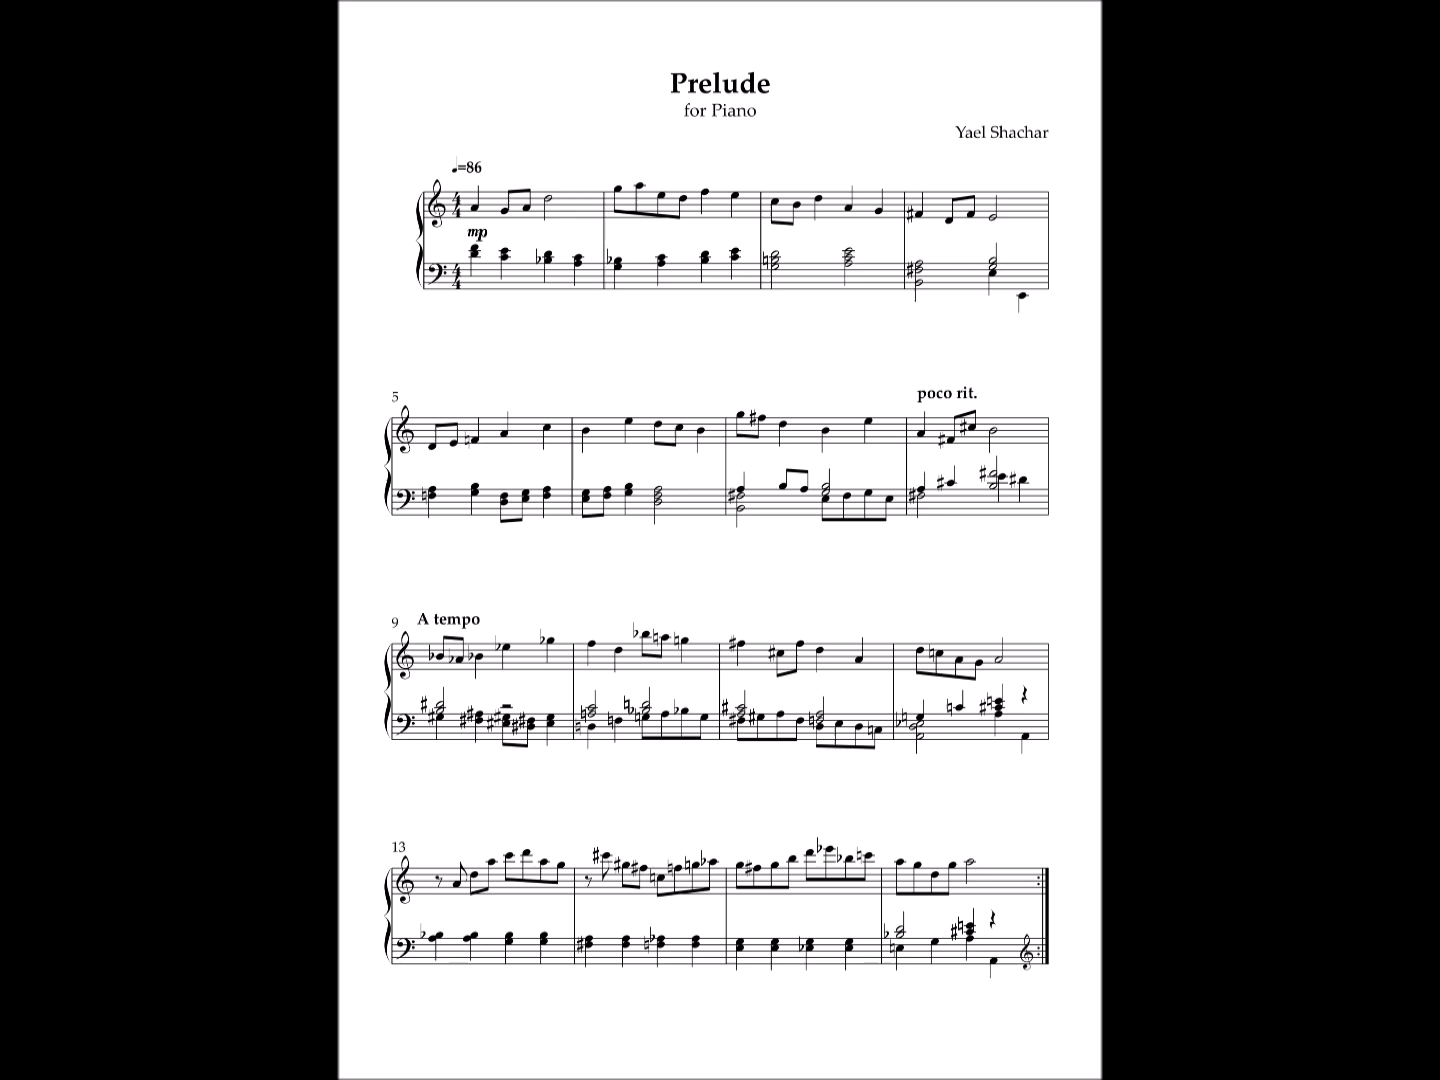 Prelude
for Piano
Yael Shachar
♩=86
mp
5
poco rit.
9 A tempo
13